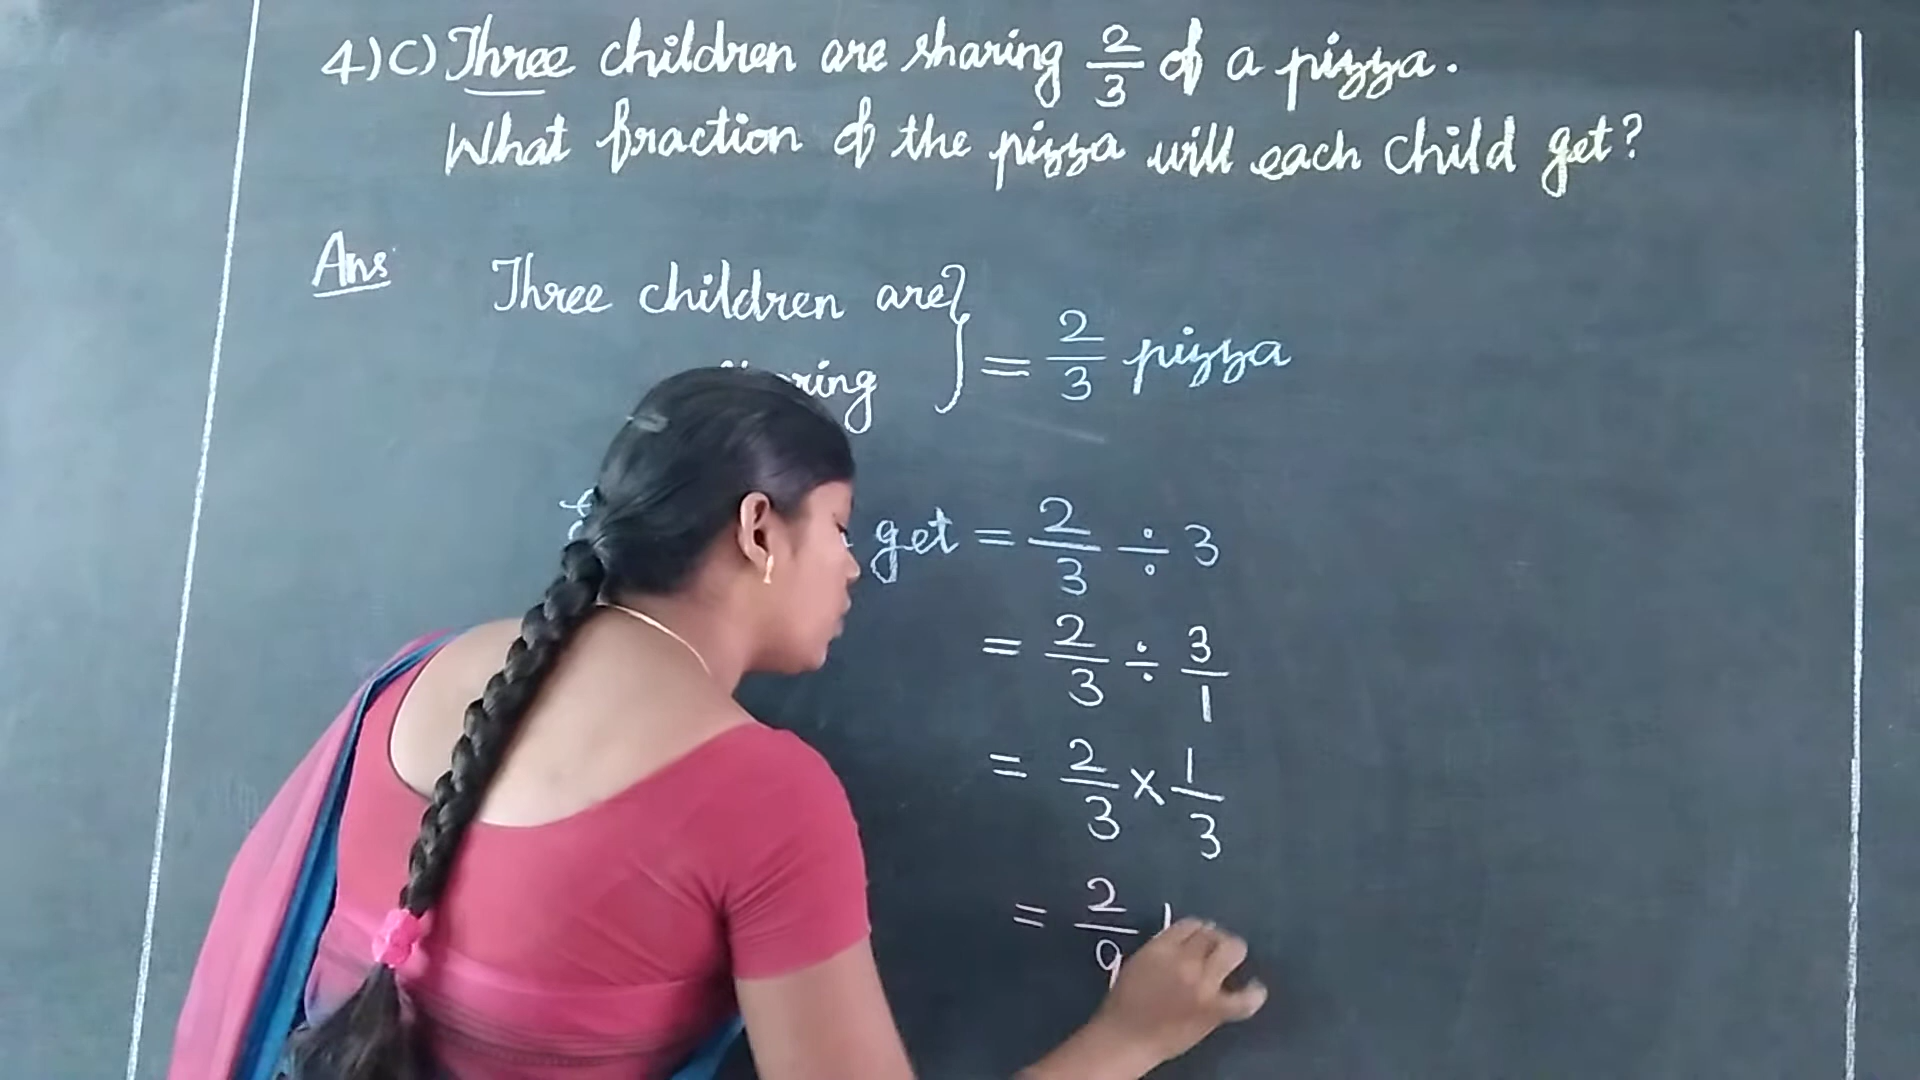 4)C) Three children are sharing 2/3 of a pizza.
What fraction of the pizza will each child get?
Ans
Three children are
= 2/3 pizza
get = 2/3 ÷ 3
= 2/3 ÷ 3/1
= 2/3 × 1/3
= 2/9